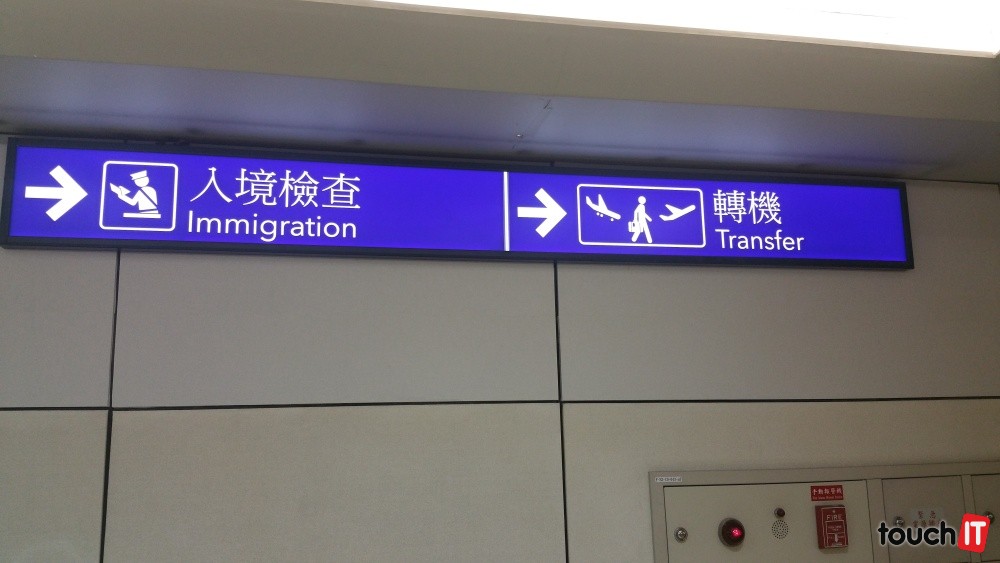 入境檢查
Immigration
轉機
Transfer
FIRE
touchIT